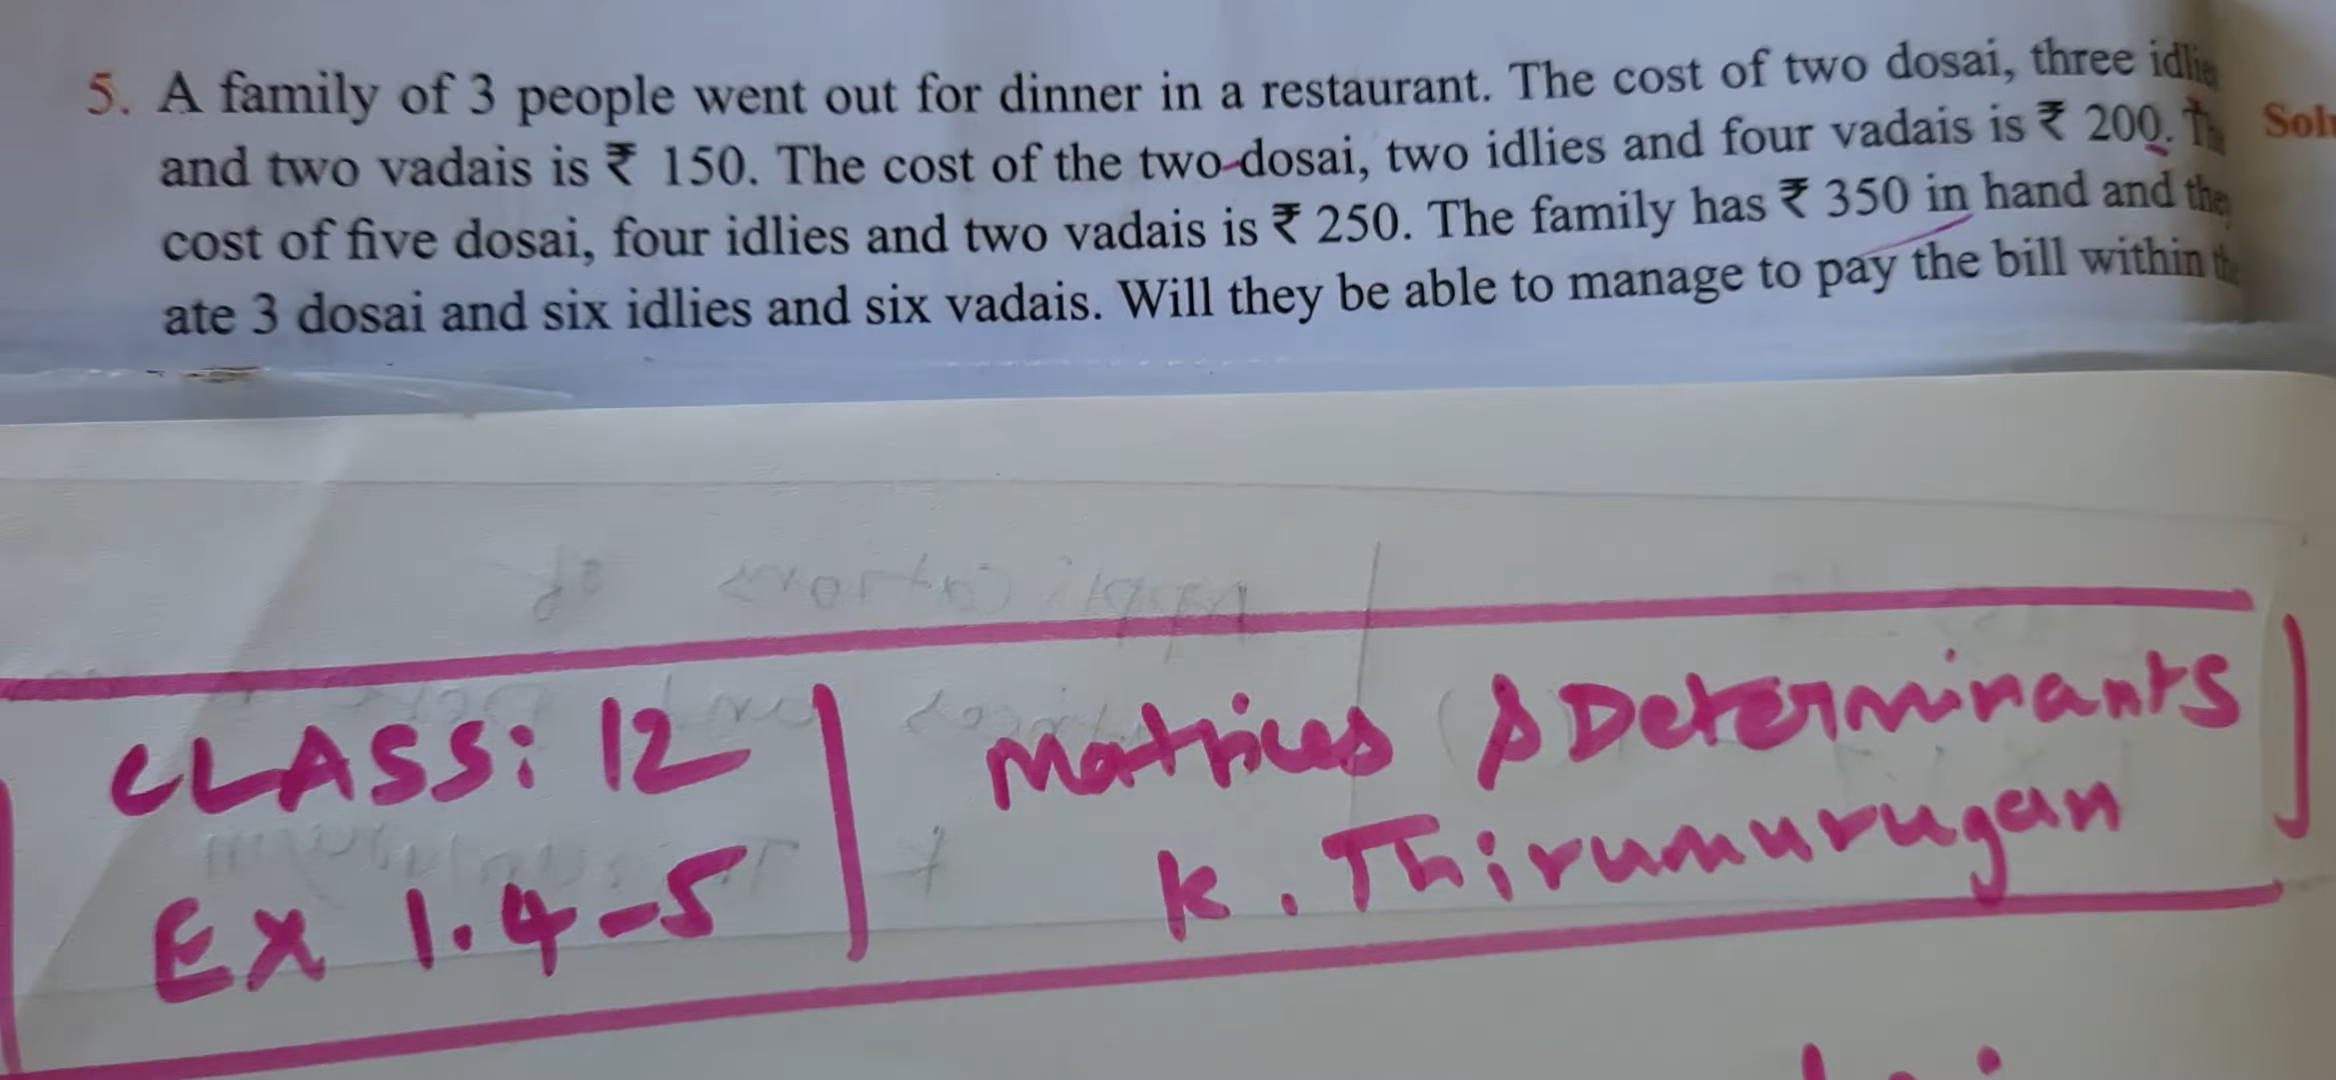 5. A family of 3 people went out for dinner in a restaurant. The cost of two dosai, three
and two vadais is ₹ 150. The cost of the two dosai, two idlies and four vadais is ₹ 200.
cost of five dosai, four idlies and two vadais is ₹ 250. The family has ₹ 350 in hand and
ate 3 dosai and six idlies and six vadais. Will they be able to manage to pay the bill within
CLASS: 12
Ex 1.4-5
Matrices & Determinants
K. Thirumurugan